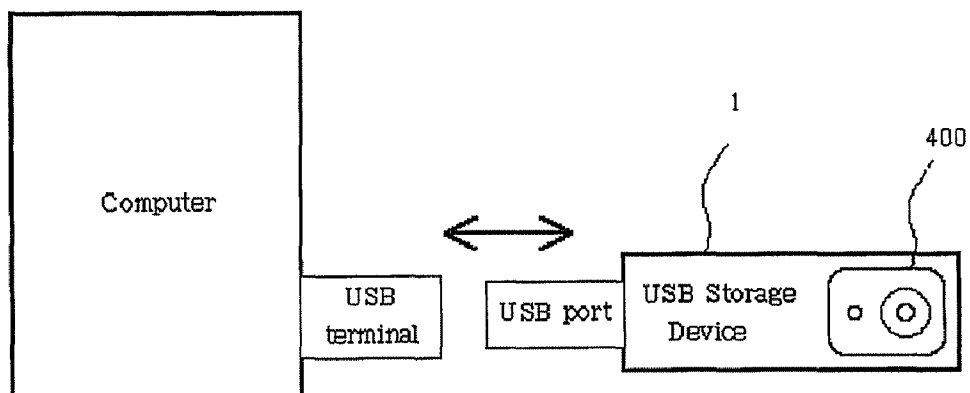 1
400
Computer
USB
terminal
USB port
USB Storage
Device